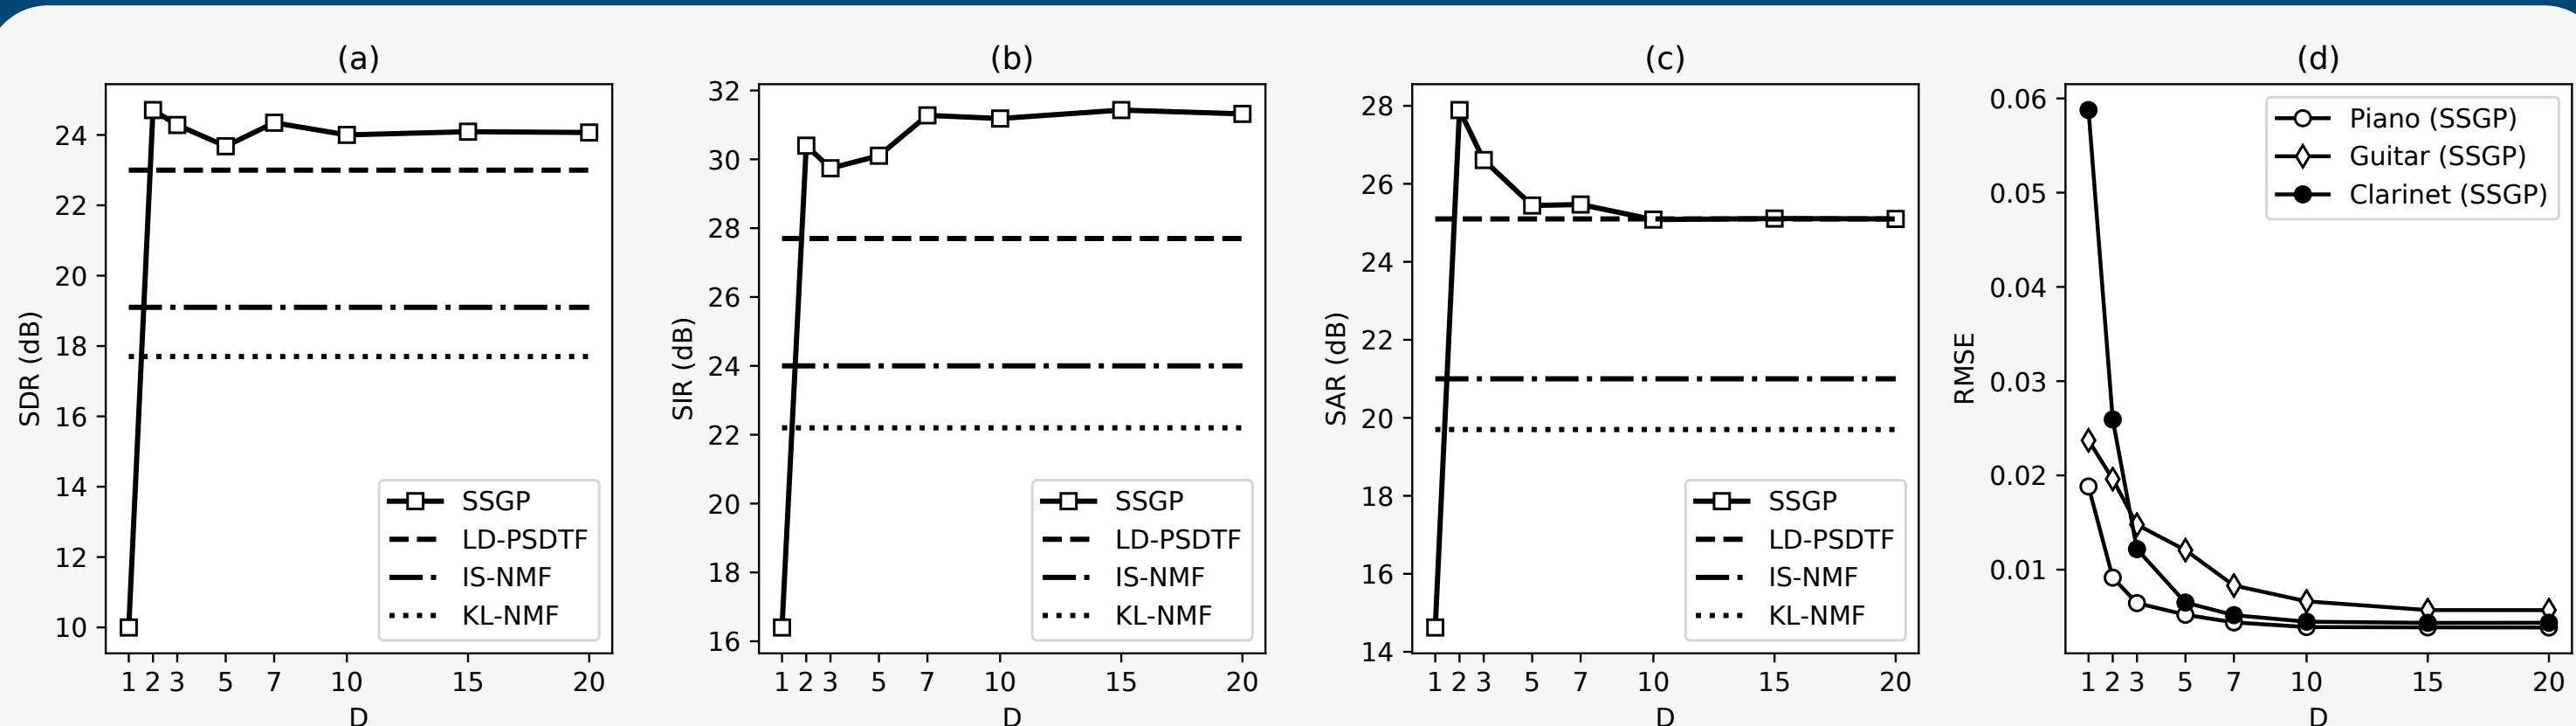 (a)
SDR (dB)
24
22
20
18
16
14
12
10
SSGP
LD-PSDTF
IS-NMF
KL-NMF
1 2 3 5 7 10 15 20
D
(b)
SIR (dB)
32
30
28
26
24
22
20
18
16
SSGP
LD-PSDTF
IS-NMF
KL-NMF
1 2 3 5 7 10 15 20
D
(c)
SAR (dB)
28
26
24
22
20
18
16
14
SSGP
LD-PSDTF
IS-NMF
KL-NMF
1 2 3 5 7 10 15 20
D
(d)
RMSE
0.06
0.05
0.04
0.03
0.02
0.01
Piano (SSGP)
Guitar (SSGP)
Clarinet (SSGP)
1 2 3 5 7 10 15 20
D